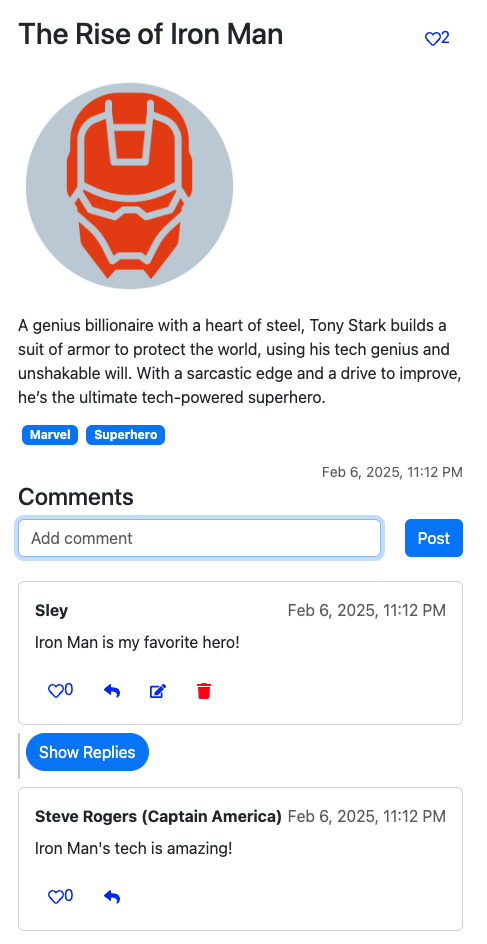 The Rise of Iron Man
2
A genius billionaire with a heart of steel, Tony Stark builds a
suit of armor to protect the world, using his tech genius and
unshakable will. With a sarcastic edge and a drive to improve,
he’s the ultimate tech-powered superhero.
Marvel Superhero
Feb 6, 2025, 11:12 PM
Comments
Add comment Post
Sley Feb 6, 2025, 11:12 PM
Iron Man is my favorite hero!
0
Show Replies
Steve Rogers (Captain America) Feb 6, 2025, 11:12 PM
Iron Man's tech is amazing!
0